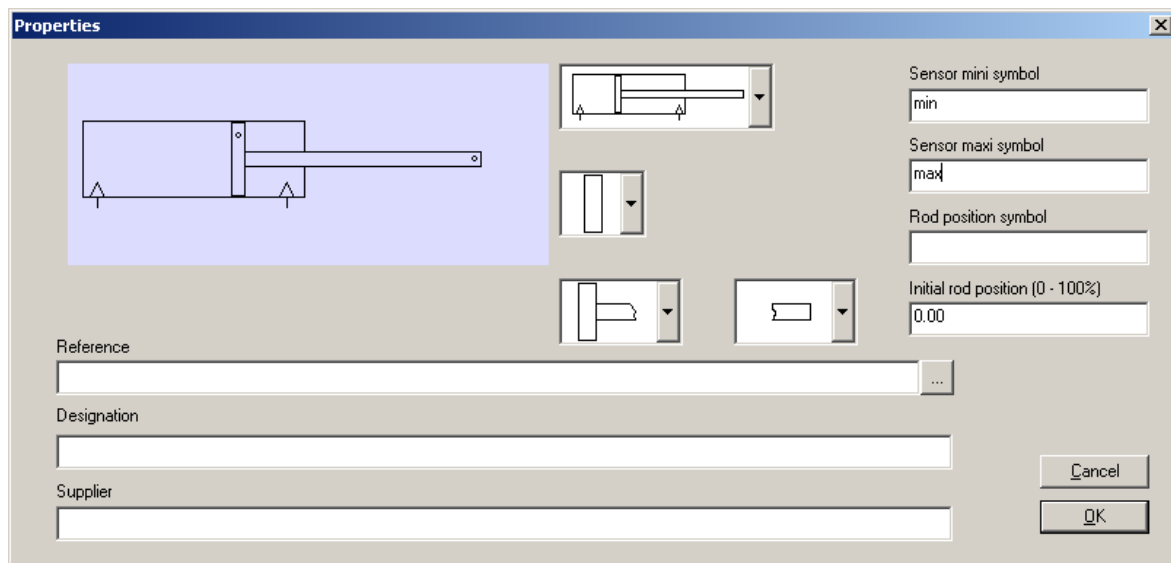 Properties
Sensor mini symbol
min
Sensor maxi symbol
max
Rod position symbol
Initial rod position (0 - 100%)
0.00
Reference
...
Designation
Supplier
Cancel
OK